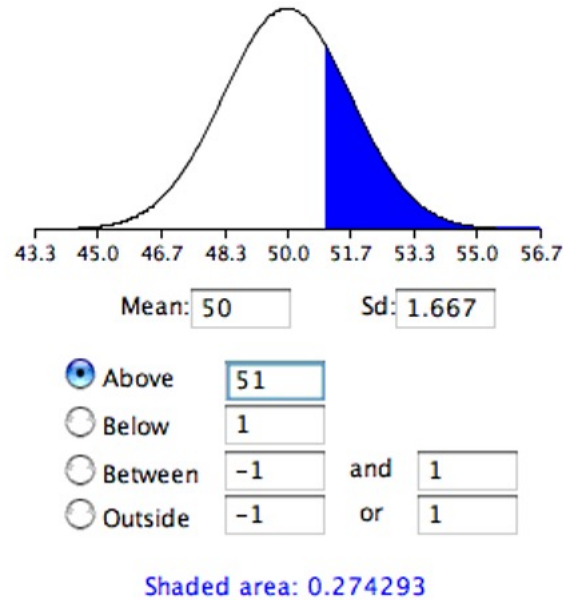 43.3 45.0 46.7 48.3 50.0 51.7 53.3 55.0 56.7
Mean: 50 Sd: 1.667
Above 51
Below 1
Between -1 and 1
Outside -1 or 1
Shaded area: 0.274293